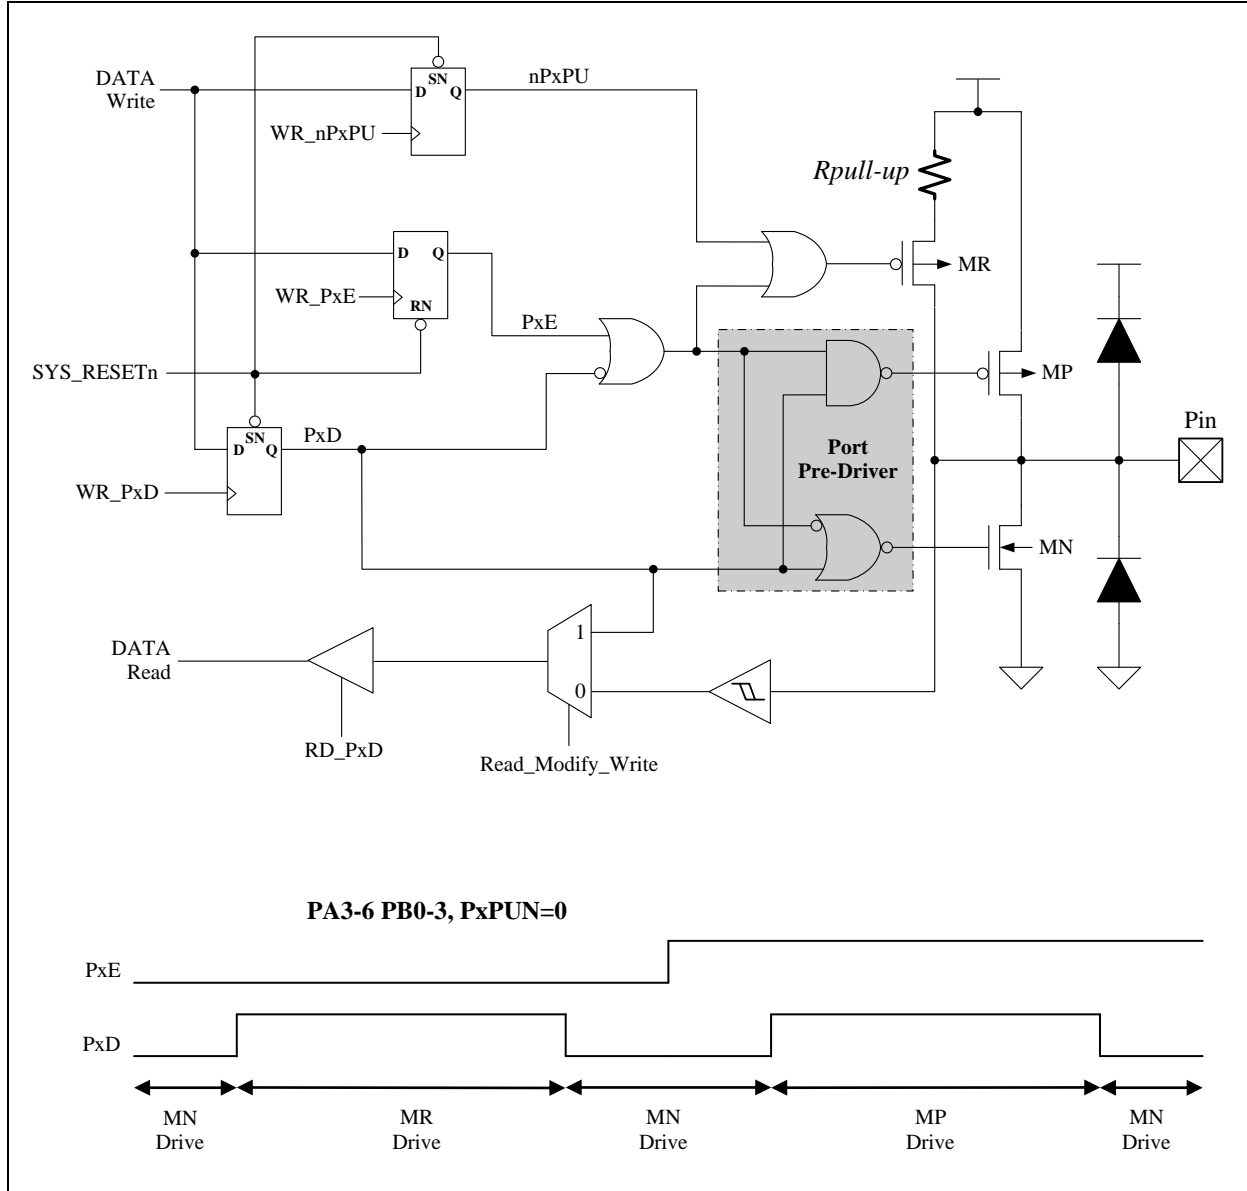 DATA
Write
SN
D
Q
nPxPU
WR_nPxPU
Rpull-up
D
Q
WR_PxE
RN
MR
PxE
SYS_RESETn
MP
PxD
SN
D
Q
Pin
Port
Pre-Driver
WR_PxD
MN
DATA
Read
1
0
RD_PxD
Read_Modify_Write
PA3-6 PB0-3, PxPUN=0
PxE
PxD
MN
Drive
MR
Drive
MN
Drive
MP
Drive
MN
Drive